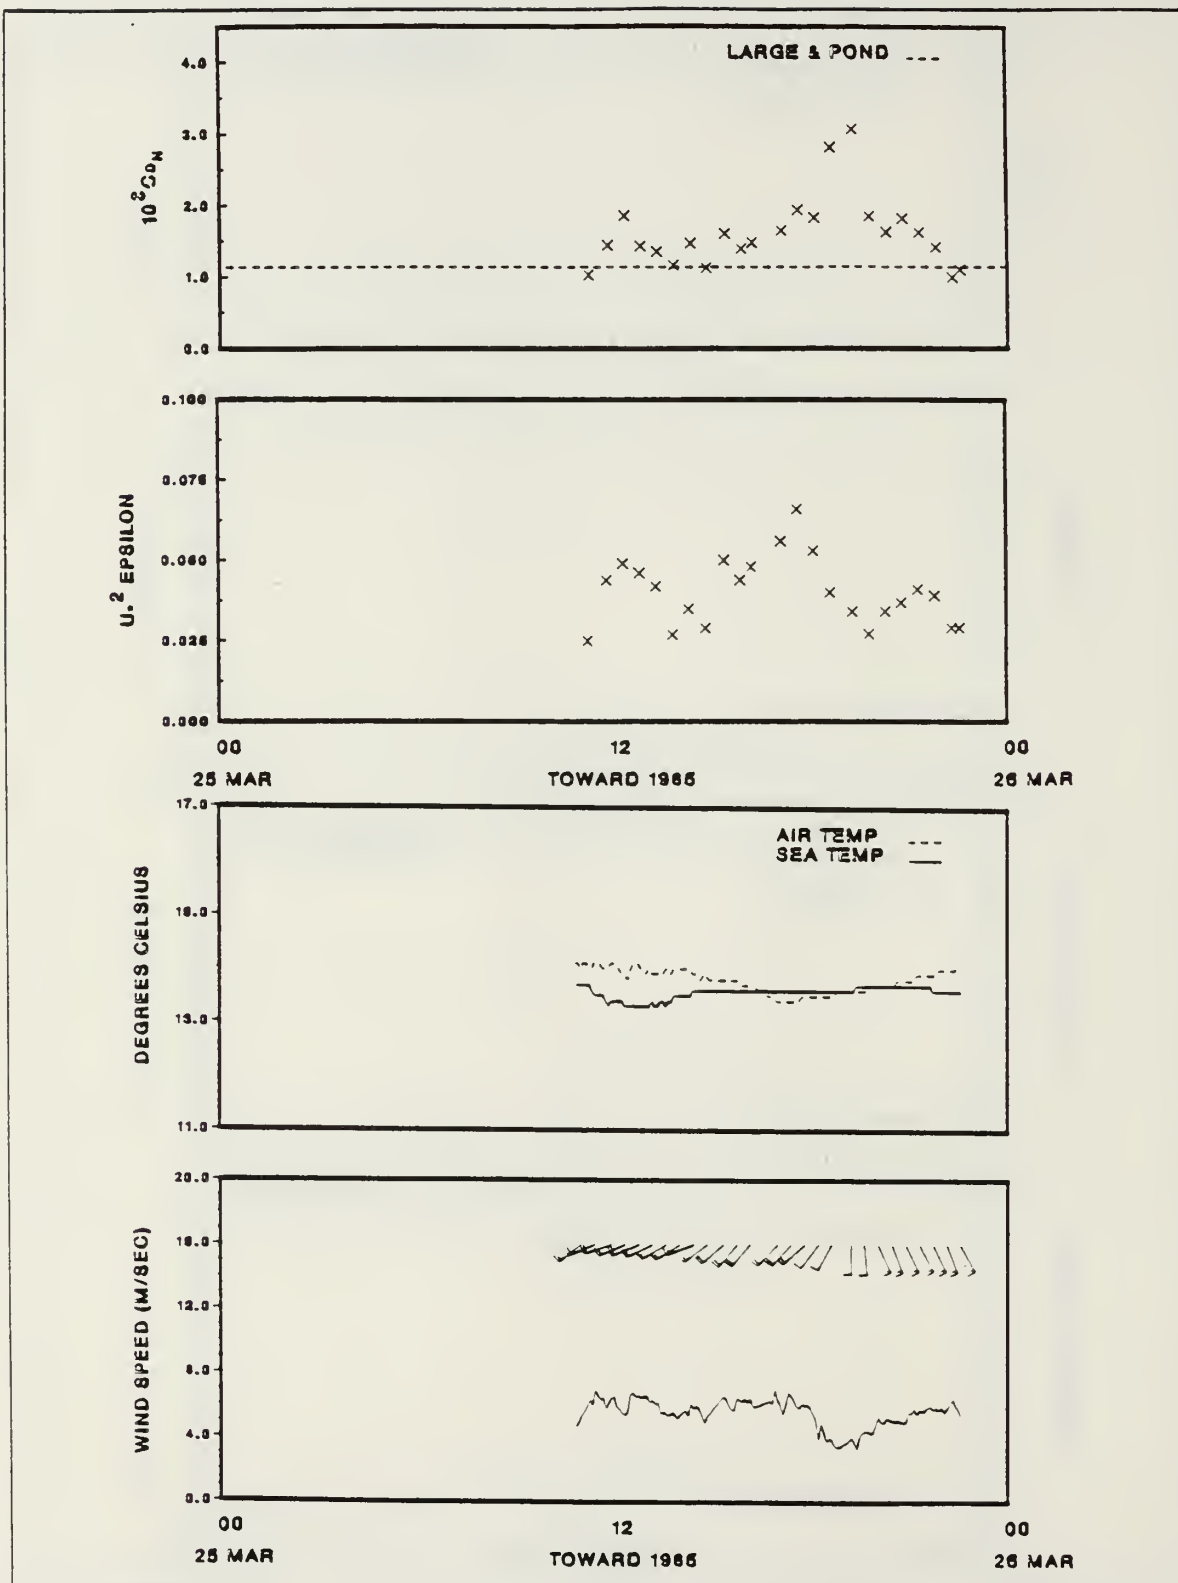 LARGE & POND
4.0
3.0
2.0
1.0
0.0
10³CDN
0.100
0.075
0.050
0.025
0.000
U*² EPSILON
00 12 00
25 MAR TOWARD 1985 26 MAR
AIR TEMP
SEA TEMP
17.0
15.0
13.0
11.0
DEGREES CELSIUS
20.0
16.0
12.0
8.0
4.0
0.0
WIND SPEED (M/SEC)
00 12 00
25 MAR TOWARD 1985 26 MAR